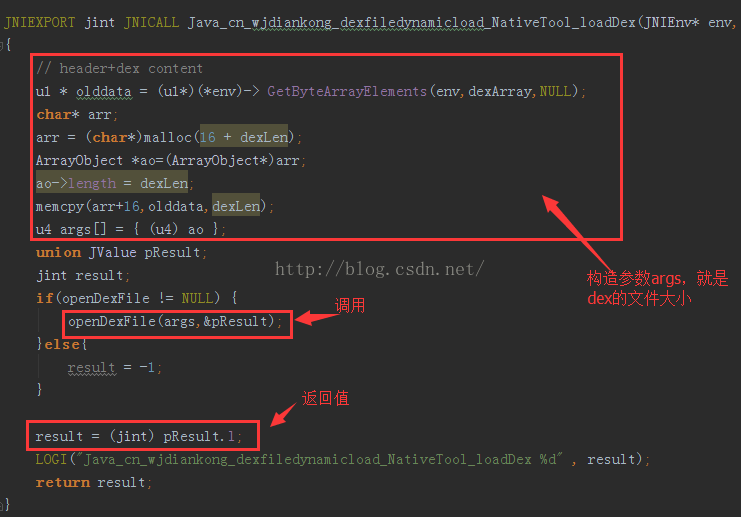 JNIEXPORT jint JNICALL Java_cn_wjdiankong_dexfiledynamicload_NativeTool_loadDex(JNIEnv* env,
{
// header+dex content
u1 * olddata = (u1*)(*env)-> GetByteArrayElements(env,dexArray,NULL);
char* arr;
arr = (char*)malloc(16 + dexLen);
ArrayObject *ao=(ArrayObject*)arr;
ao->length = dexLen;
memcpy(arr+16,olddata,dexLen);
u4 args[] = { (u4) ao };
union JValue pResult;
jint result;
http://blog.csdn.net/
构造参数args，就是
dex的文件大小
if(openDexFile != NULL) {
openDexFile(args,&pResult);
调用
}else{
result = -1;
}
返回值
result = (jint) pResult.l;
LOGI("Java_cn_wjdiankong_dexfiledynamicload_NativeTool_loadDex %d" , result);
return result;
}